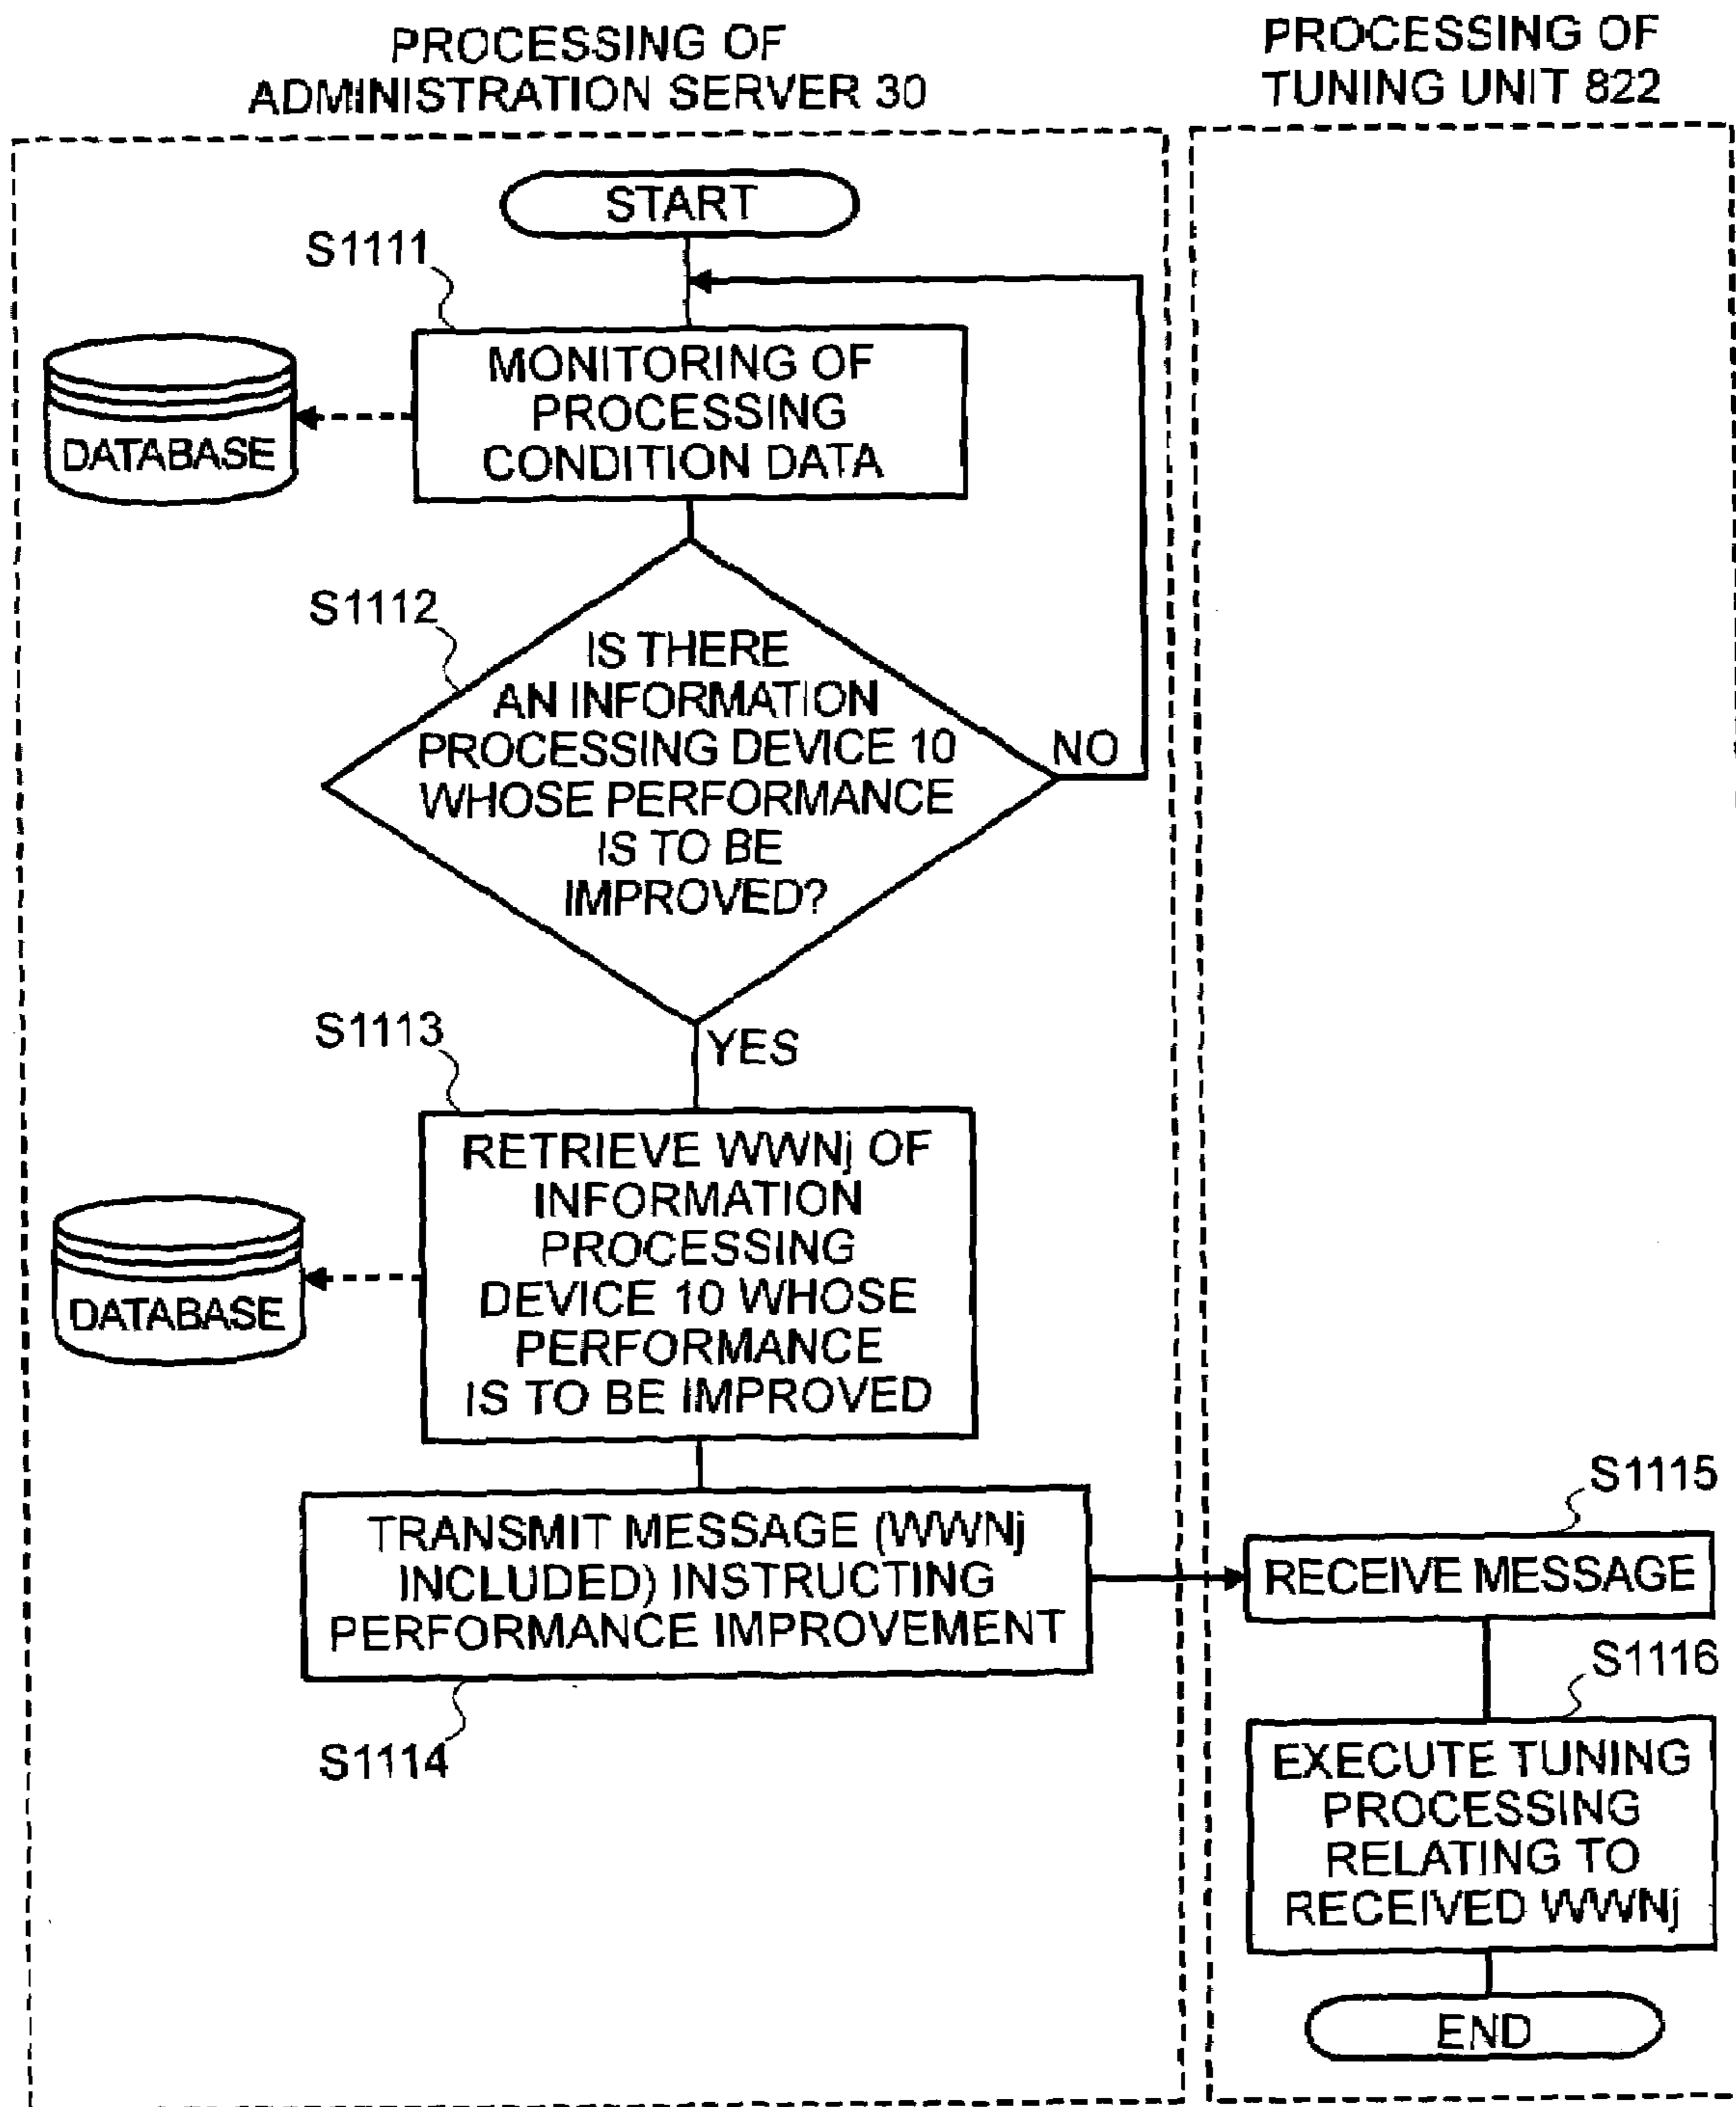 PROCESSING OF
ADMINISTRATION SERVER 30
PROCESSING OF
TUNING UNIT 822
START
S1111
MONITORING OF
PROCESSING
CONDITION DATA
DATABASE
S1112
IS THERE
AN INFORMATION
PROCESSING DEVICE 10
WHOSE PERFORMANCE
IS TO BE
IMPROVED?
NO
YES
S1113
RETRIEVE WWNj OF
INFORMATION
PROCESSING
DEVICE 10 WHOSE
PERFORMANCE
IS TO BE IMPROVED
DATABASE
TRANSMIT MESSAGE (WWNj
INCLUDED) INSTRUCTING
PERFORMANCE IMPROVEMENT
S1114
S1115
RECEIVE MESSAGE
S1116
EXECUTE TUNING
PROCESSING
RELATING TO
RECEIVED WWNj
END